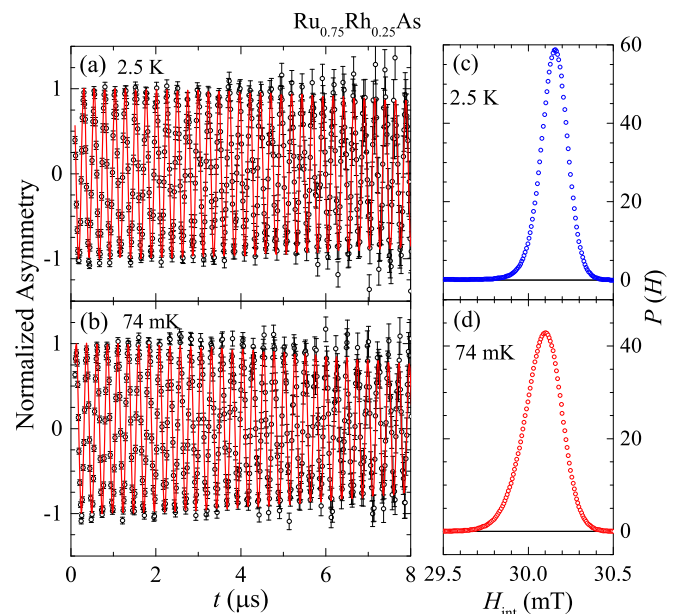 Ru0.75Rh0.25As
(a) 2.5 K
1
0
-1
(b) 74 mK
1
0
-1
0 2 4 6 8
t (μs)
Normalized Asymmetry
(c)
2.5 K
60
40
20
0
(d)
74 mK
40
20
0
P (H)
29.5 30.0 30.5
Hint (mT)